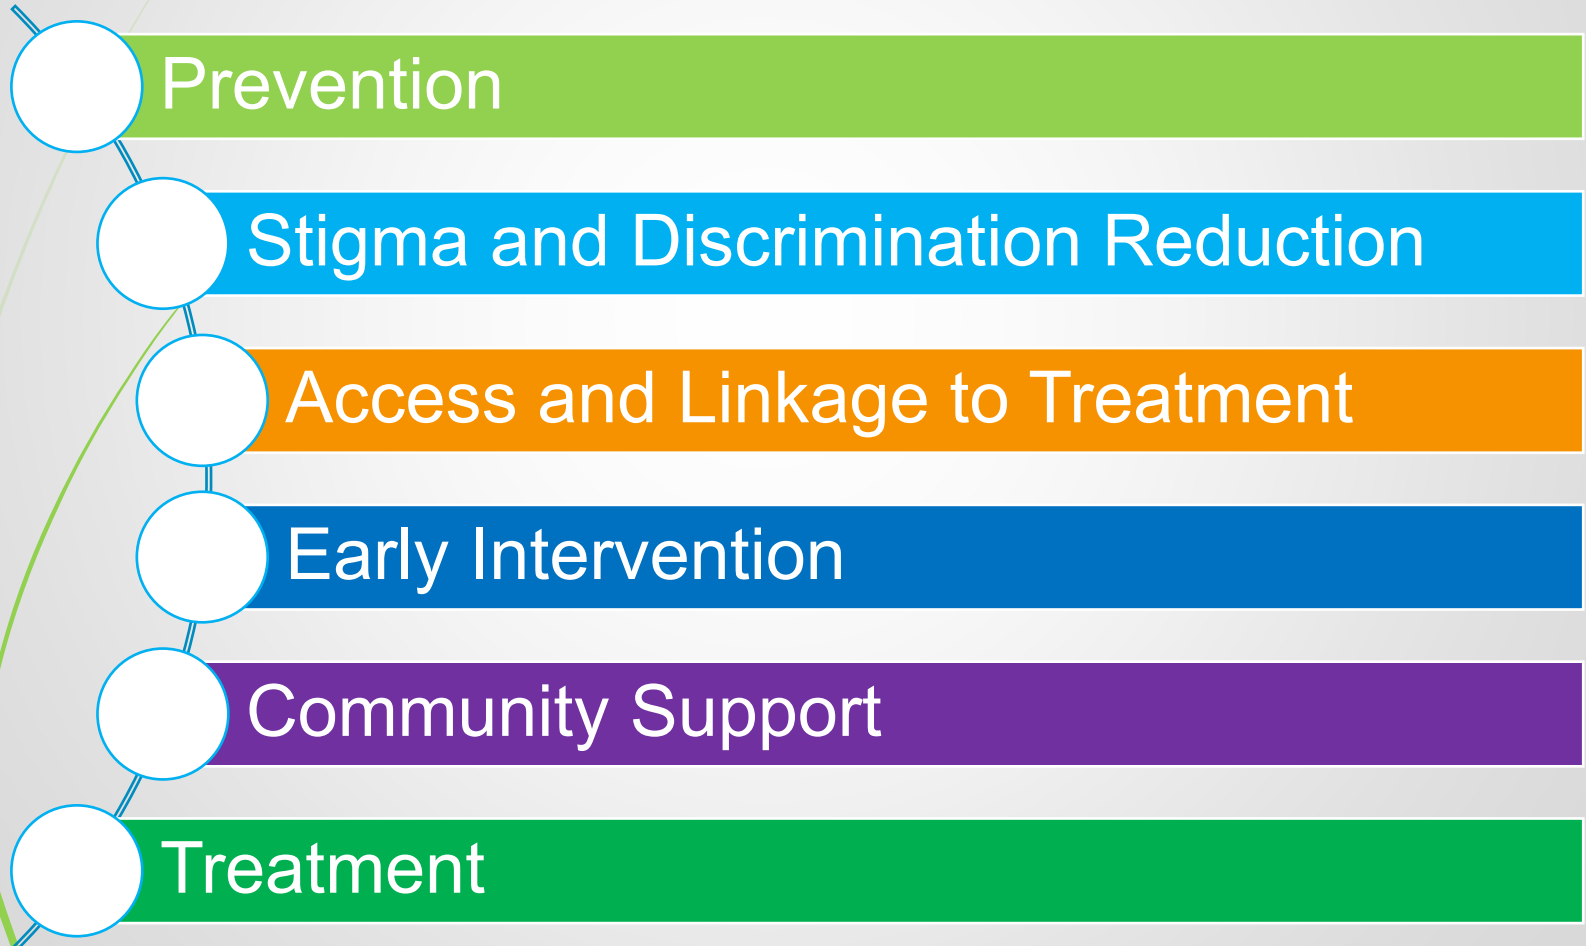 Prevention
Stigma and Discrimination Reduction
Access and Linkage to Treatment
Early Intervention
Community Support
Treatment